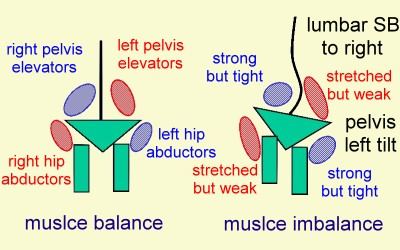 right pelvis
elevators
left pelvis
elevators
right hip
abductors
left hip
abductors
muslce balance
lumbar SB
to right
strong
but tight
stretched
but weak
pelvis
left tilt
stretched
but weak
strong
but tight
muslce imbalance